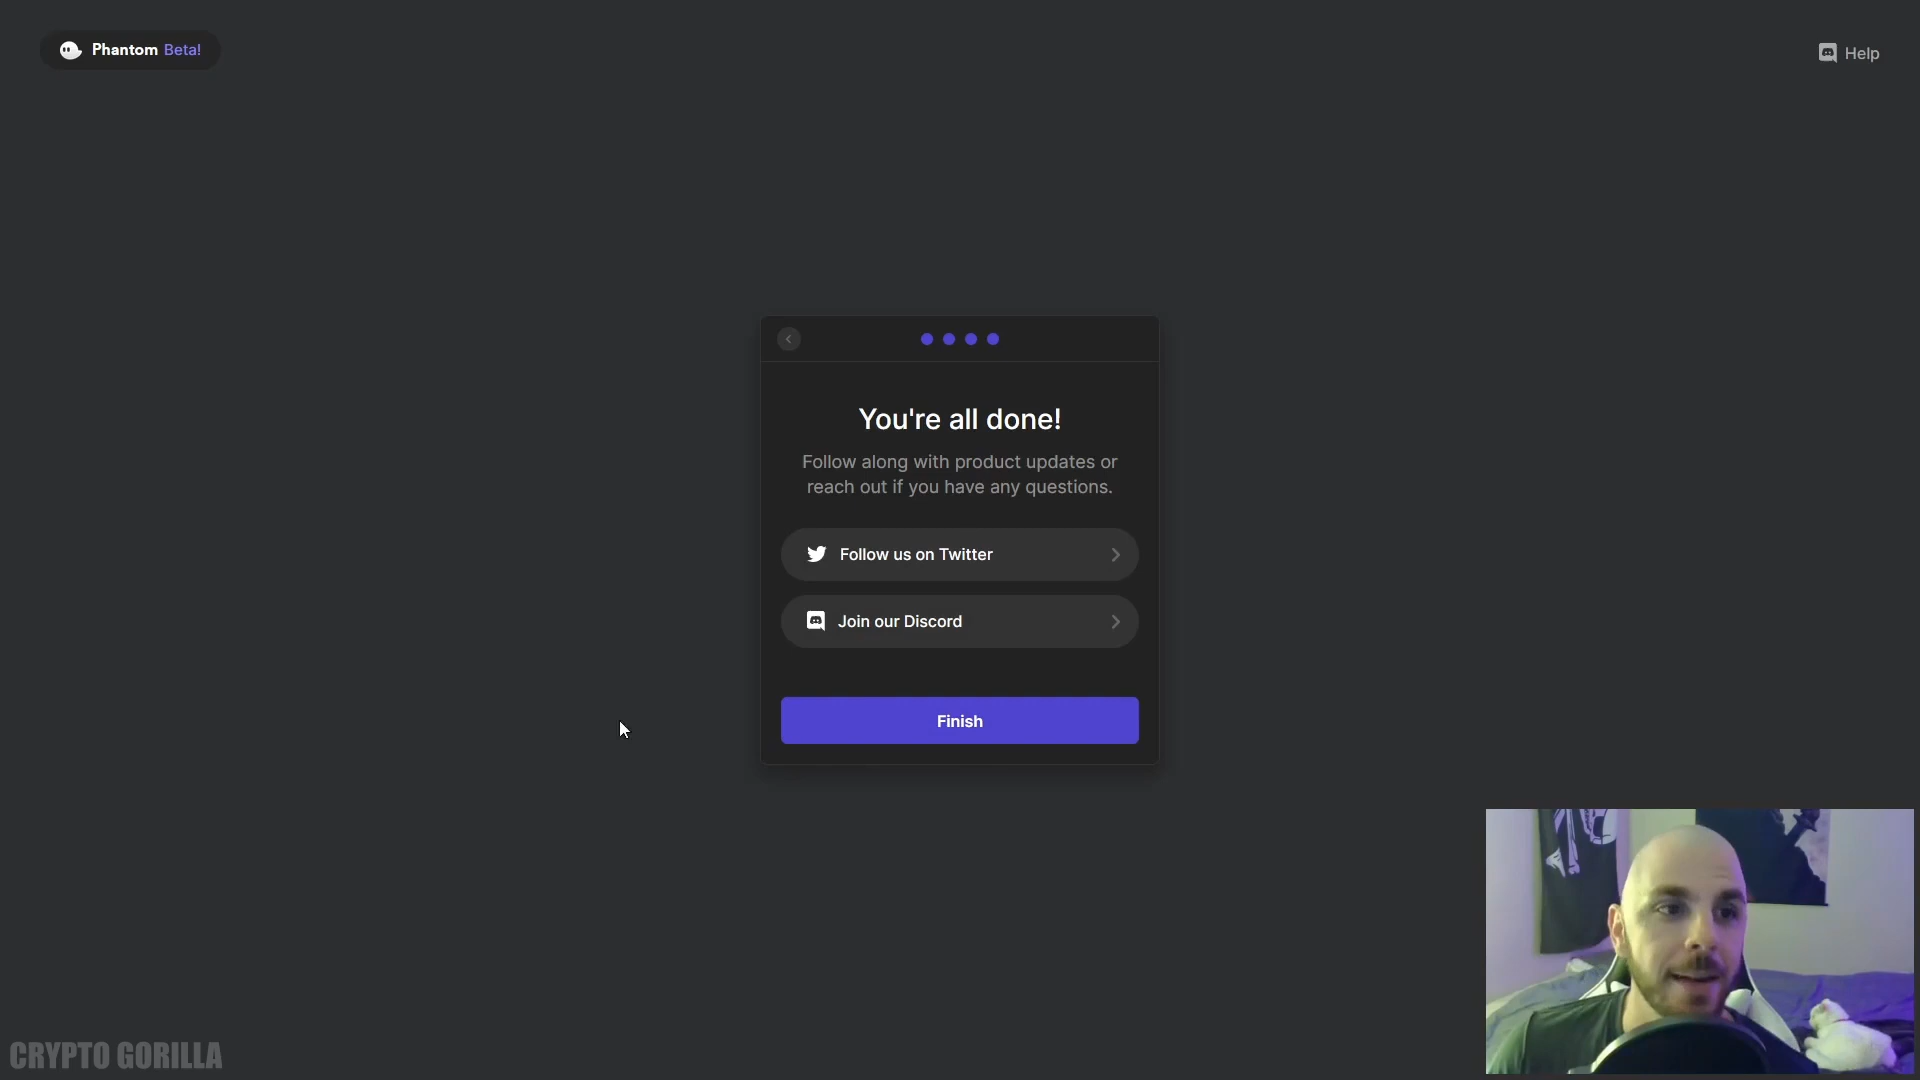 Phantom Beta!
Help
You're all done!
Follow along with product updates or
reach out if you have any questions.
Follow us on Twitter
Join our Discord
Finish
CRYPTO GORILLA